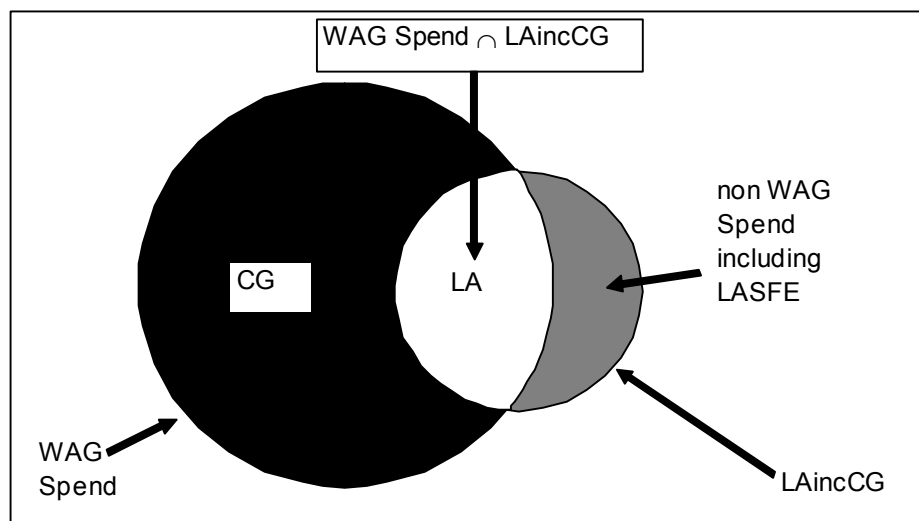 WAG Spend ∩ LAincCG
non WAG
Spend
including
LASFE
CG
LA
WAG
Spend
LAincCG